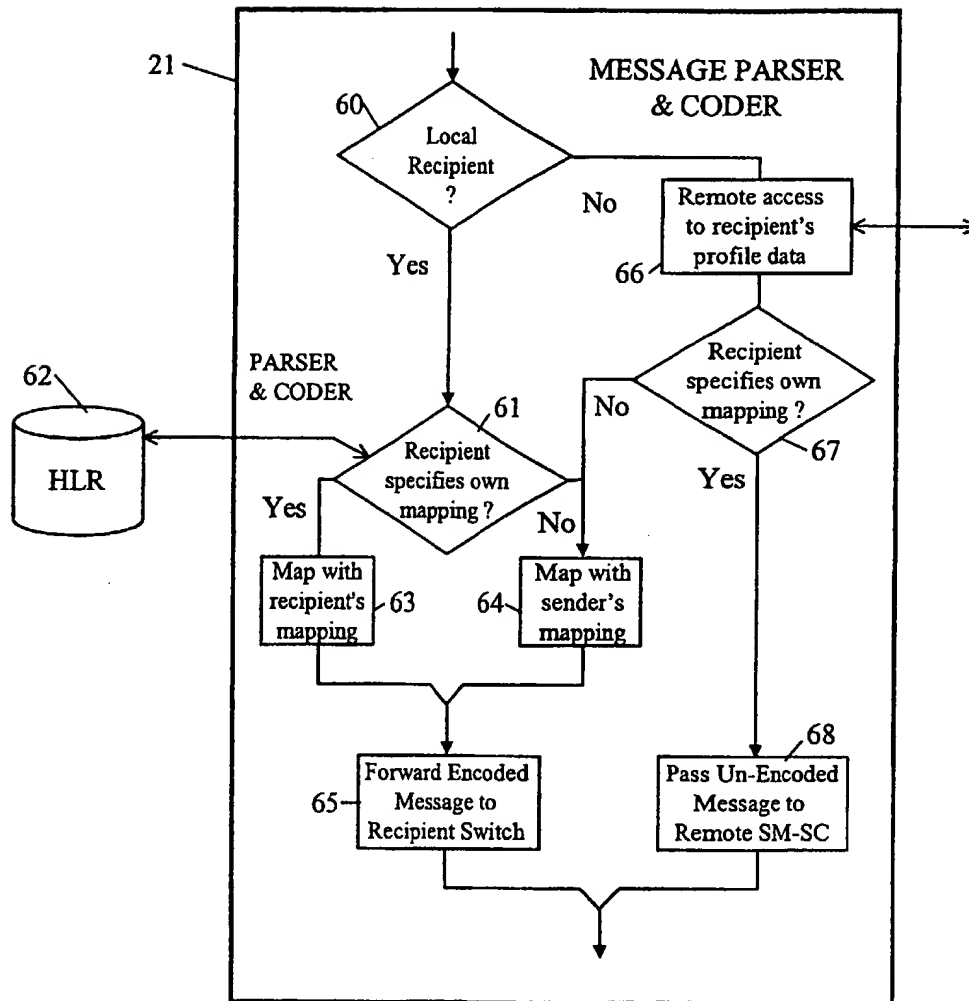 21
MESSAGE PARSER
& CODER
60
Local
Recipient
?
No
Remote access
to recipient's
profile data
66
Yes
PARSER
& CODER
62
HLR
61
Recipient
specifies own
mapping ?
Recipient
specifies own
mapping ?
67
No
Yes
Yes
No
Map with
recipient's
mapping
63
64
Map with
sender's
mapping
65
Forward Encoded
Message to
Recipient Switch
68
Pass Un-Encoded
Message to
Remote SM-SC